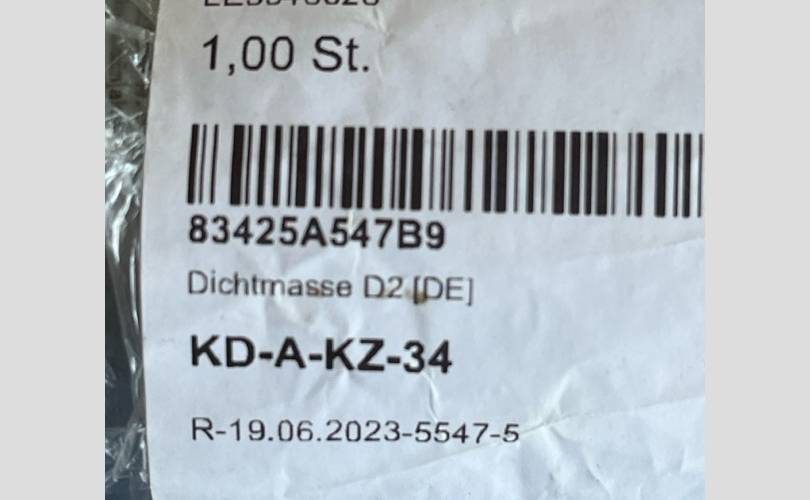 1,00 St.
83425A547B9
Dichtmasse D2 [DE]
KD-A-KZ-34
R-19.06.2023-5547-5